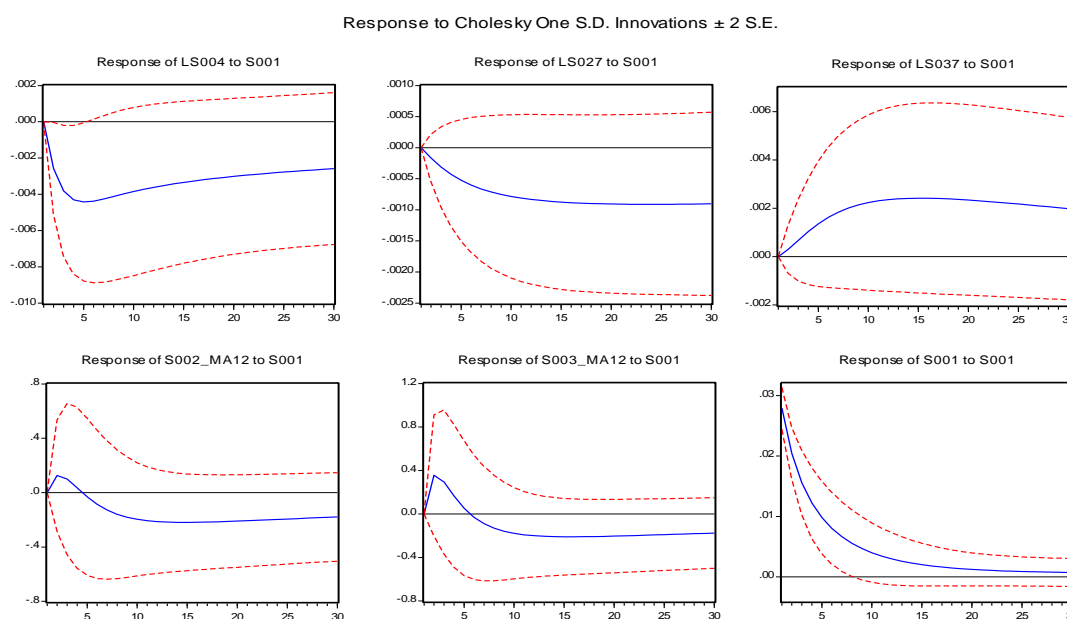 Response to Cholesky One S.D. Innovations ± 2 S.E.
Response of LS004 to S001
.002
.000
-.002
-.004
-.006
-.008
-.010
5 10 15 20 25 30
Response of LS027 to S001
.0010
.0005
.0000
-.0005
-.0010
-.0015
-.0020
-.0025
5 10 15 20 25 30
Response of LS037 to S001
.006
.004
.002
.000
-.002
5 10 15 20 25 30
Response of S002_MA12 to S001
.8
.4
.0
-.4
-.8
5 10 15 20 25 30
Response of S003_MA12 to S001
1.2
0.8
0.4
0.0
-0.4
-0.8
5 10 15 20 25 30
Response of S001 to S001
.03
.02
.01
.00
5 10 15 20 25 30